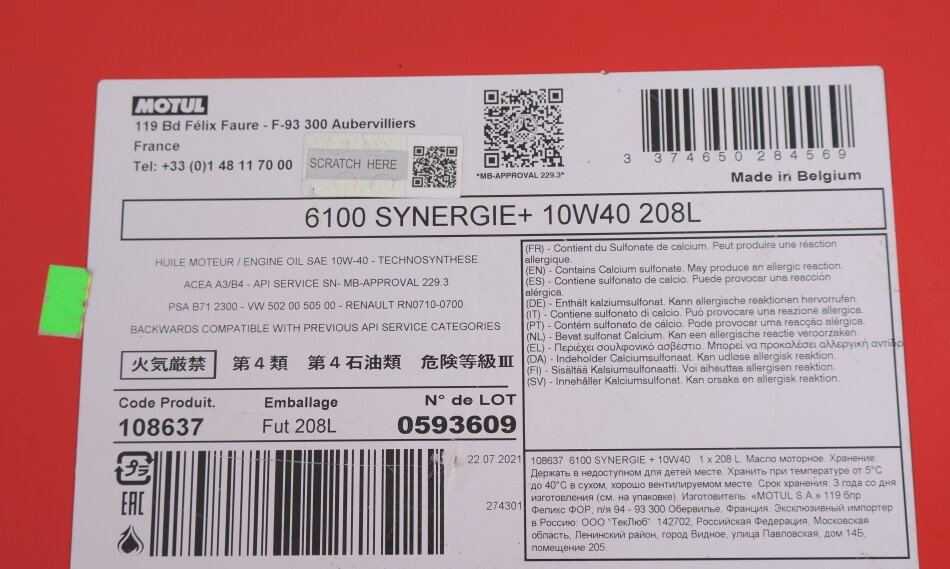 MOTUL
119 Bd Félix Faure - F-93 300 Aubervilliers
France
Tel: +33 (0)1 48 11 70 00
SCRATCH HERE
*MB-APPROVAL 229.3*
3 374650 284569
Made in Belgium
6100 SYNERGIE+ 10W40 208L
HUILE MOTEUR / ENGINE OIL SAE 10W-40 - TECHNOSYNTHESE
ACEA A3/B4 - API SERVICE SN- MB-APPROVAL 229.3
PSA B71 2300 - VW 502 00 505 00 - RENAULT RN0710-0700
BACKWARDS COMPATIBLE WITH PREVIOUS API SERVICE CATEGORIES
火気厳禁 第4類 第4石油類 危険等級III
Code Produit. Emballage N° de LOT
108637 Fut 208L 0593609
プラ
22.07.2021
EAC
274301
(FR) - Contient du Sulfonate de calcium. Peut produire une réaction
allergique.
(EN) - Contains Calcium sulfonate. May produce an allergic reaction.
(ES) - Contiene sulfonato de calcio. Puede provocar una reacción
alérgica.
(DE) - Enthält kalziumsulfonat. Kann allergische reaktionen hervorrufen.
(IT) - Contiene sulfonato di calcio. Può provocare una reazione allergica.
(PT) - Contém sulfonato de calcio. Pode provocar uma reacção alérgica.
(NL) - Bevat sulfonat Calcium. Kan een allergische reactie veroorzaken.
(EL) - Περιέχει σουλφονικό ασβέστιο. Μπορεί να προκαλέσει αλλεργική αντίδρ
(DA) - Indeholder Calciumsulfonat. Kan udløse allergisk reaktion.
(FI) - Sisältää Kalsiumsulfonaatti. Voi aiheuttaa allergisen reaktion.
(SV) - Innehåller Kalciumsulfonat. Kan orsaka en allergisk reaktion.
108637 6100 SYNERGIE + 10W40 1 x 208 L. Масло моторное. Хранение:
Держать в недоступном для детей месте. Хранить при температуре от 5°C
до 40°C в сухом, хорошо вентилируемом месте. Срок хранения: 3 года со дня
изготовления (см. на упаковке). Изготовитель: «MOTUL S.A.» 119 блр
Феликс ФОР, п/я 94 - 93 300 Обервилье, Франция. Эксклюзивный импортер
в Россию: ООО "ТекЛюб" 142702, Российская Федерация, Московская
область, Ленинский район, город Видное, улица Павловская, дом 14Б,
помещение 205.